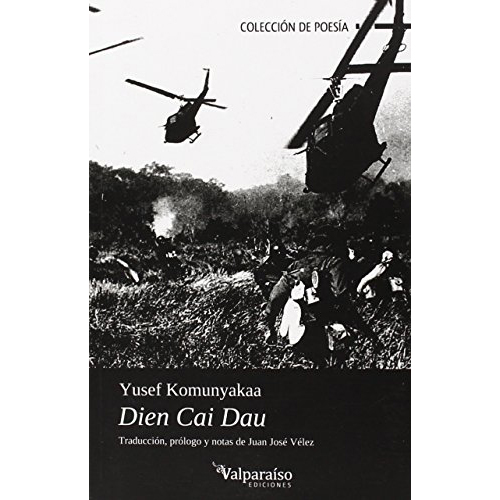 COLECCIÓN DE POESÍA
Yusef Komunyakaa
Dien Cai Dau
Traducción, prólogo y notas de Juan José Vélez
Valparaíso
EDICIONES